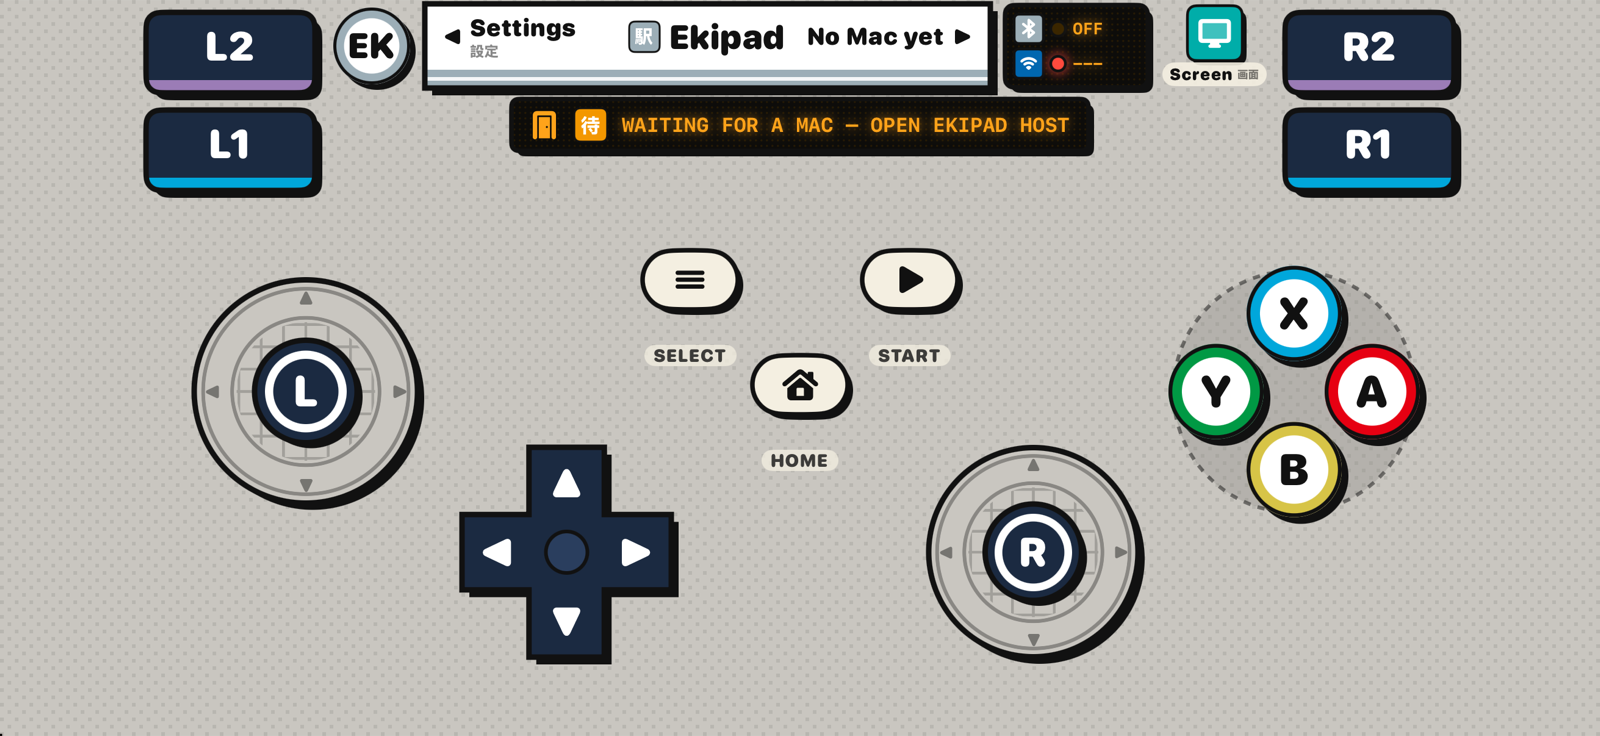 L2
EK
Settings
設定
駅 Ekipad
No Mac yet
OFF
---
Screen 画面
R2
L1
待 WAITING FOR A MAC — OPEN EKIPAD HOST
R1
SELECT
START
HOME
L
X
Y
A
B
R